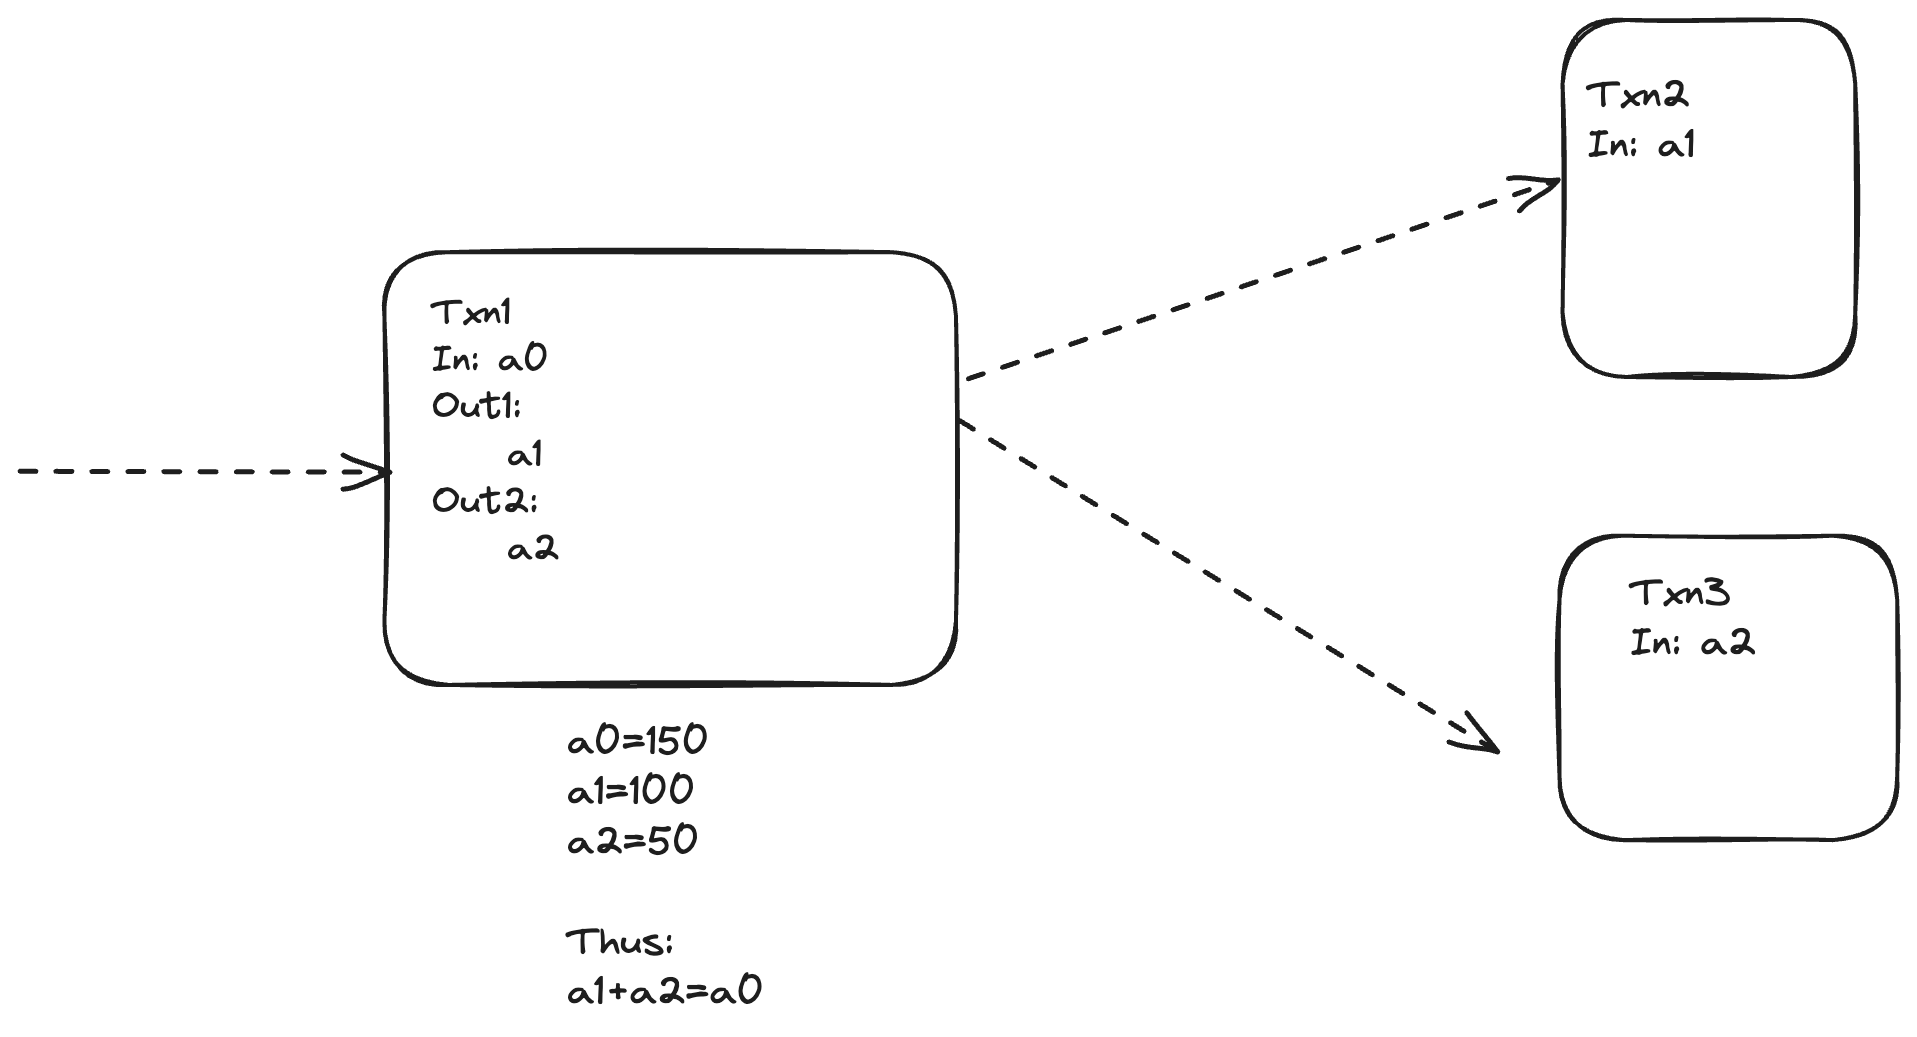 Txn1
In: a0
Out1:
a1
Out2:
a2
a0=150
a1=100
a2=50
Thus:
a1+a2=a0
Txn2
In: a1
Txn3
In: a2